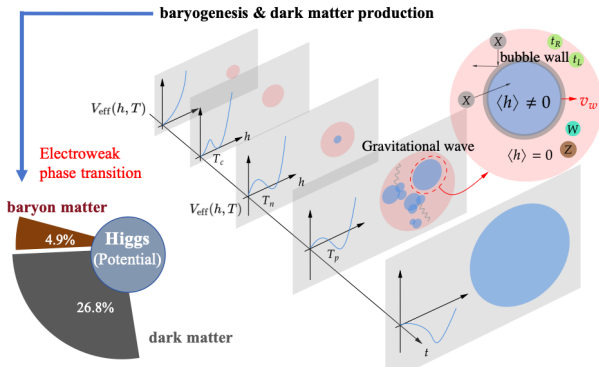 baryogenesis & dark matter production
X
t_R
t_L
bubble wall
V_eff(h,T)
X
⟨h⟩ ≠ 0
v_w
h
T_c
W
Z
⟨h⟩ = 0
Gravitational wave
Electroweak
phase transition
h
T_n
V_eff(h,T)
baryon matter
4.9%
Higgs
(Potential)
T_p
26.8%
dark matter
t